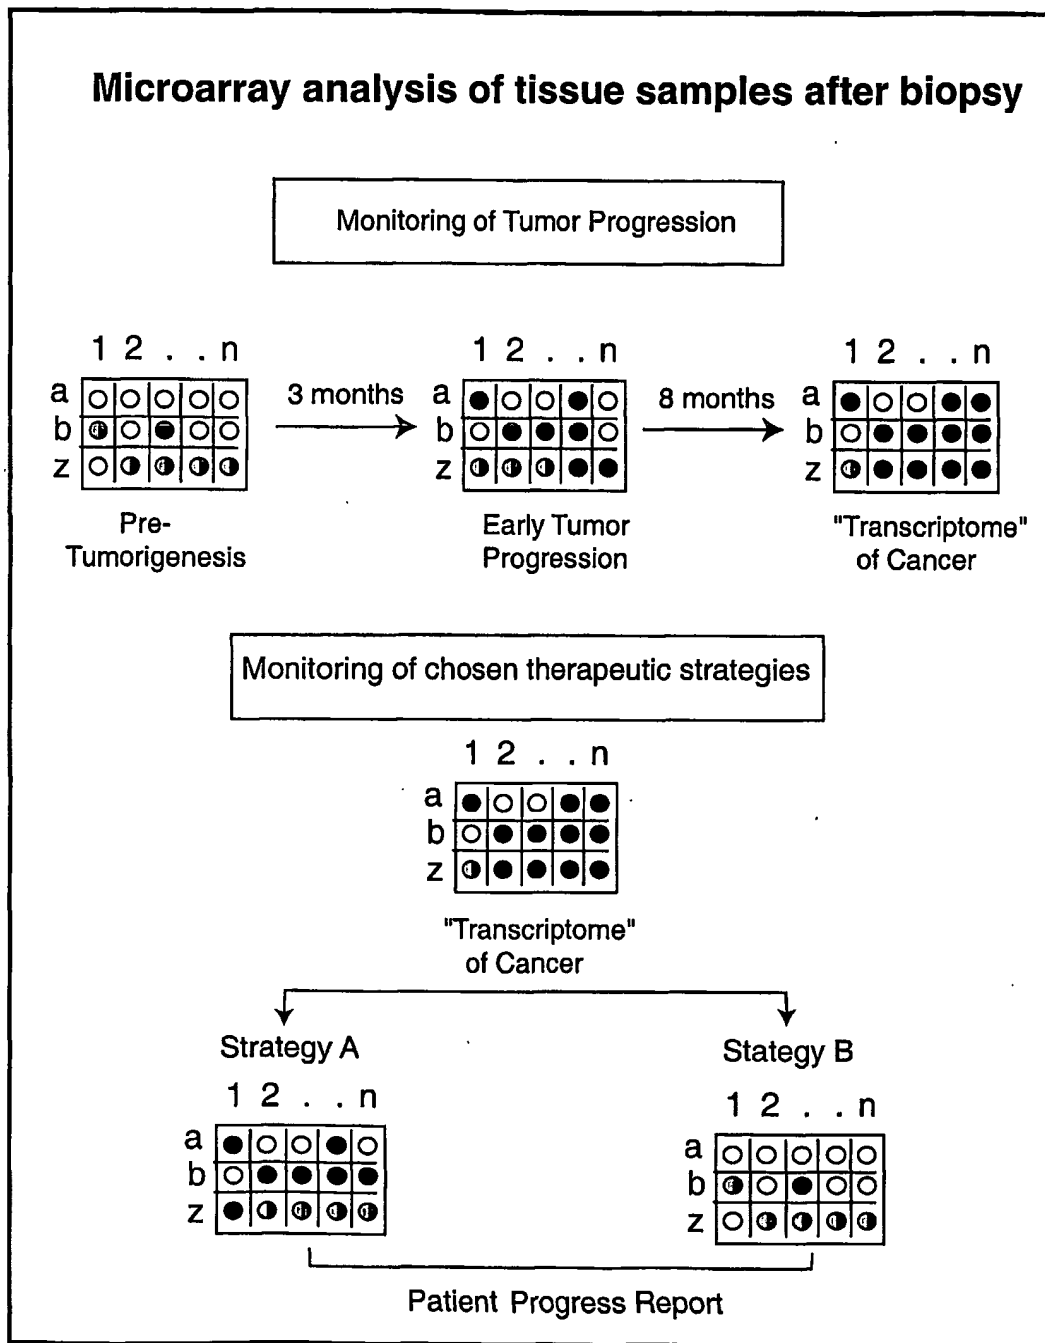 Microarray analysis of tissue samples after biopsy
Monitoring of Tumor Progression
1 2 . . n
a
b
z
Pre-
Tumorigenesis
3 months
1 2 . . n
a
b
z
Early Tumor
Progression
8 months
1 2 . . n
a
b
z
"Transcriptome"
of Cancer
Monitoring of chosen therapeutic strategies
1 2 . . n
a
b
z
"Transcriptome"
of Cancer
Strategy A
1 2 . . n
a
b
z
Stategy B
1 2 . . n
a
b
z
Patient Progress Report